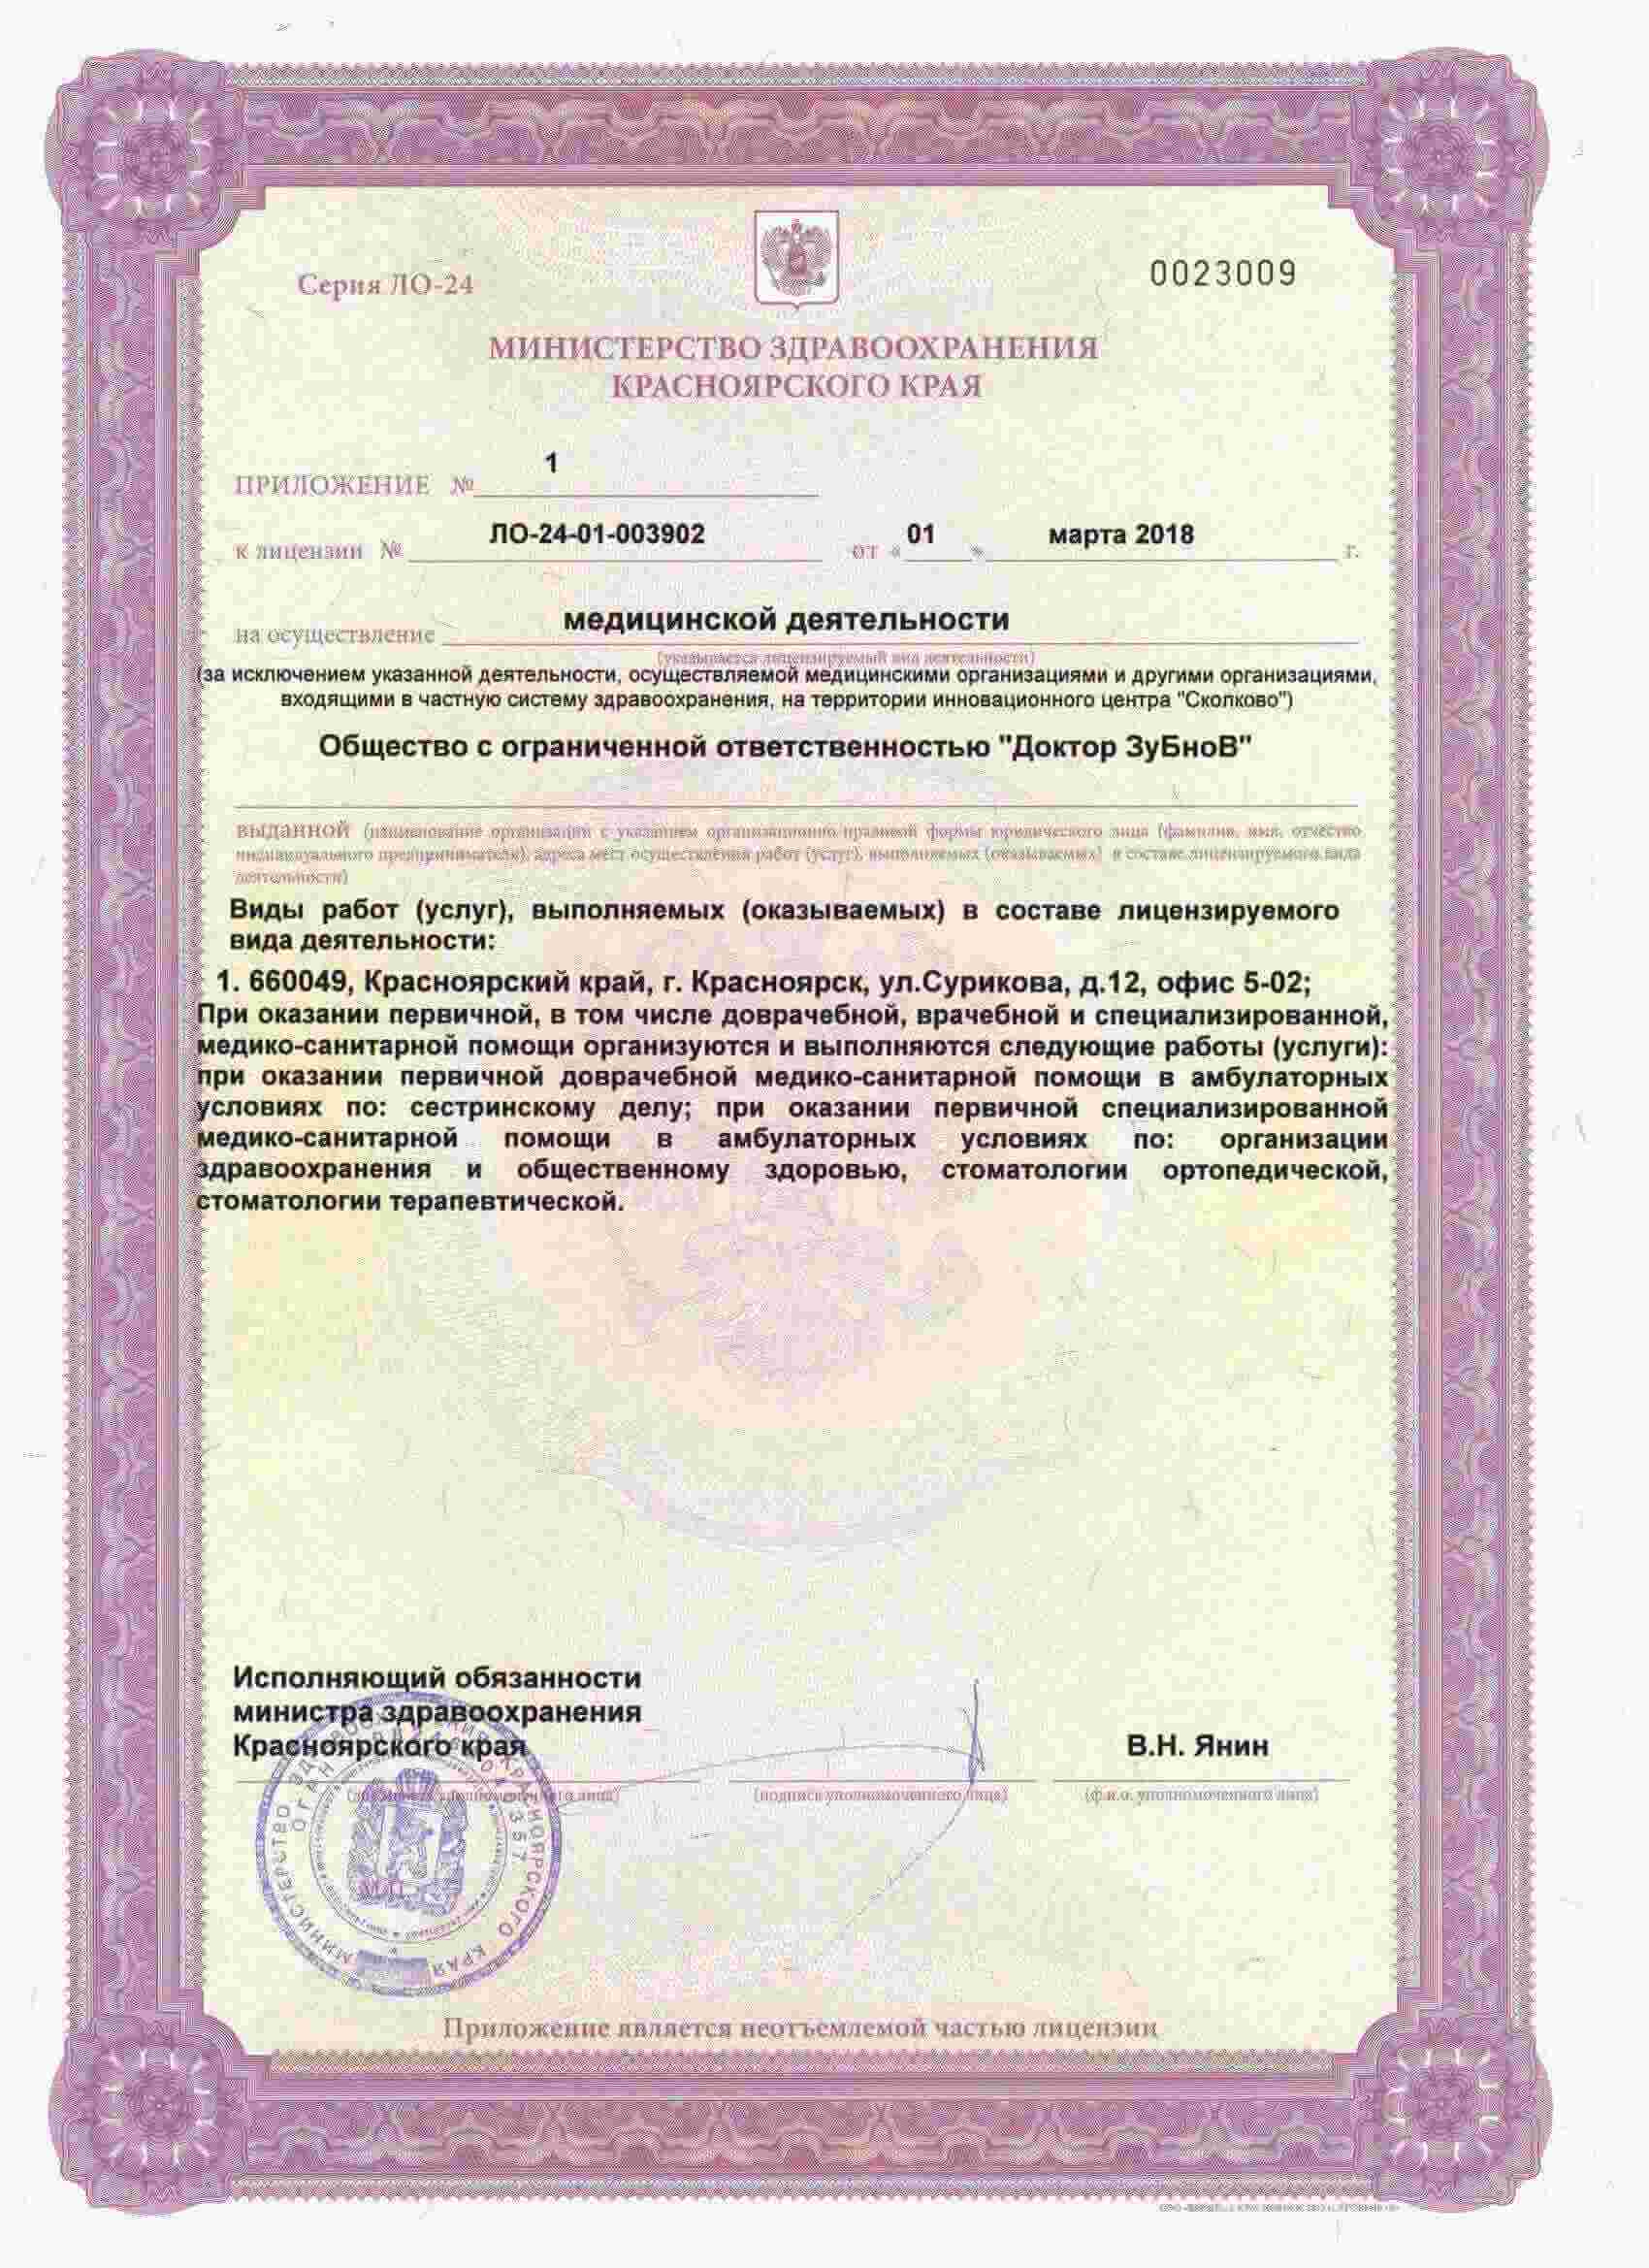 Серия ЛО-24
0023009
МИНИСТЕРСТВО ЗДРАВООХРАНЕНИЯ
КРАСНОЯРСКОГО КРАЯ
ПРИЛОЖЕНИЕ № 1
к лицензии № ЛО-24-01-003902 от «01» марта 2018 г.
на осуществление медицинской деятельности
(указывается лицензируемый вид деятельности)
(за исключением указанной деятельности, осуществляемой медицинскими организациями и другими организациями,
входящими в частную систему здравоохранения, на территории инновационного центра "Сколково")
Общество с ограниченной ответственностью "Доктор ЗуБноВ"
выданной (наименование организации с указанием организационно-правовой формы юридического лица (фамилия, имя, отчество
индивидуального предпринимателя), адреса мест осуществления работ (услуг), выполняемых (оказываемых) в составе лицензируемого вида
деятельности)
Виды работ (услуг), выполняемых (оказываемых) в составе лицензируемого
вида деятельности:
1. 660049, Красноярский край, г. Красноярск, ул.Сурикова, д.12, офис 5-02;
При оказании первичной, в том числе доврачебной, врачебной и специализированной,
медико-санитарной помощи организуются и выполняются следующие работы (услуги):
при оказании первичной доврачебной медико-санитарной помощи в амбулаторных
условиях по: сестринскому делу; при оказании первичной специализированной
медико-санитарной помощи в амбулаторных условиях по: организации
здравоохранения и общественному здоровью, стоматологии ортопедической,
стоматологии терапевтической.
Исполняющий обязанности
министра здравоохранения
Красноярского края
В.Н. Янин
(должность уполномоченного лица)
(подпись уполномоченного лица)
(ф.и.о. уполномоченного лица)
М.П.
МИНИСТЕРСТВО ЗДРАВООХРАНЕНИЯ КРАСНОЯРСКОГО КРАЯ
ОГРН
Приложение является неотъемлемой частью лицензии